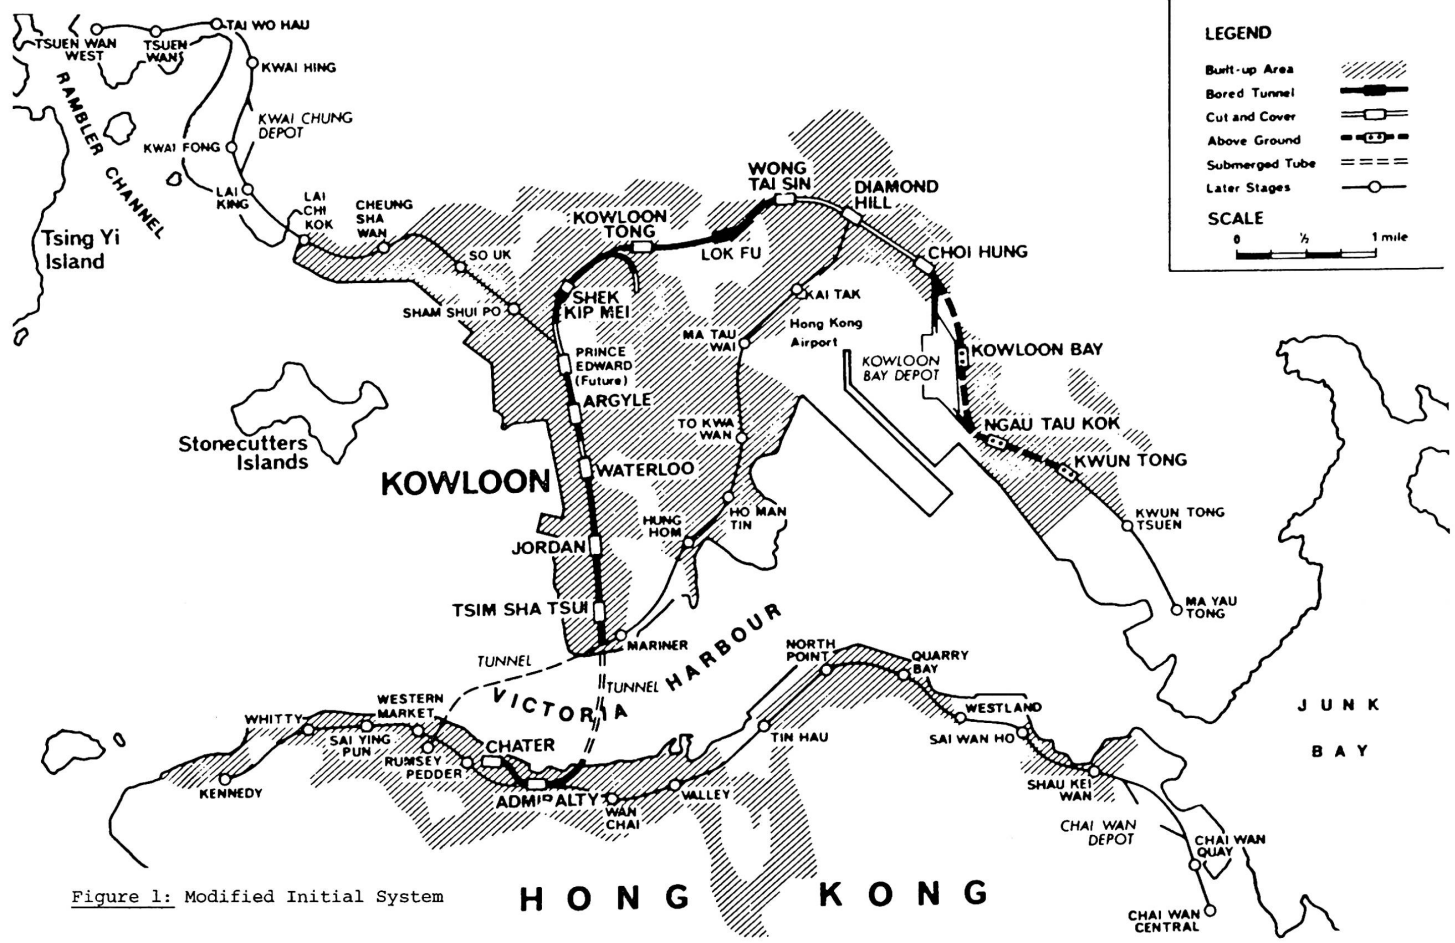 LEGEND
Built-up Area
Bored Tunnel
Cut and Cover
Above Ground
Submerged Tube
Later Stages
SCALE
0 ½ 1 mile
TSUEN WAN
WEST
TSUEN
WAN
TAI WO HAU
KWAI HING
KWAI CHUNG
DEPOT
KWAI FONG
LAI
KING
RAMBLER CHANNEL
Tsing Yi
Island
LAI
CHI
KOK
CHEUNG
SHA
WAN
SO UK
SHAM SHUI PO
KOWLOON
TONG
SHEK
KIP MEI
LOK FU
WONG
TAI SIN
DIAMOND
HILL
CHOI HUNG
KAI TAK
Hong Kong
Airport
MA TAU
WAI
KOWLOON
BAY DEPOT
KOWLOON BAY
PRINCE
EDWARD
(Future)
ARGYLE
TO KWA
WAN
NGAU TAU KOK
KWUN TONG
Stonecutters
Islands
KOWLOON
WATERLOO
HO MAN
TIN
HUNG
HOM
KWUN TONG
TSUEN
JORDAN
TSIM SHA TSUI
MA YAU
TONG
MARINER
TUNNEL
TUNNEL
VICTORIA HARBOUR
NORTH
POINT
QUARRY
BAY
WESTLAND
SAI WAN HO
JUNK
BAY
WHITTY
WESTERN
MARKET
SAI YING
PUN
RUMSEY
PEDDER
CHATER
ADMIRALTY
KENNEDY
WAN
CHAI
VALLEY
TIN HAU
SHAU KEI
WAN
CHAI WAN
DEPOT
CHAI WAN
QUAY
CHAI WAN
CENTRAL
Figure 1: Modified Initial System
HONG KONG